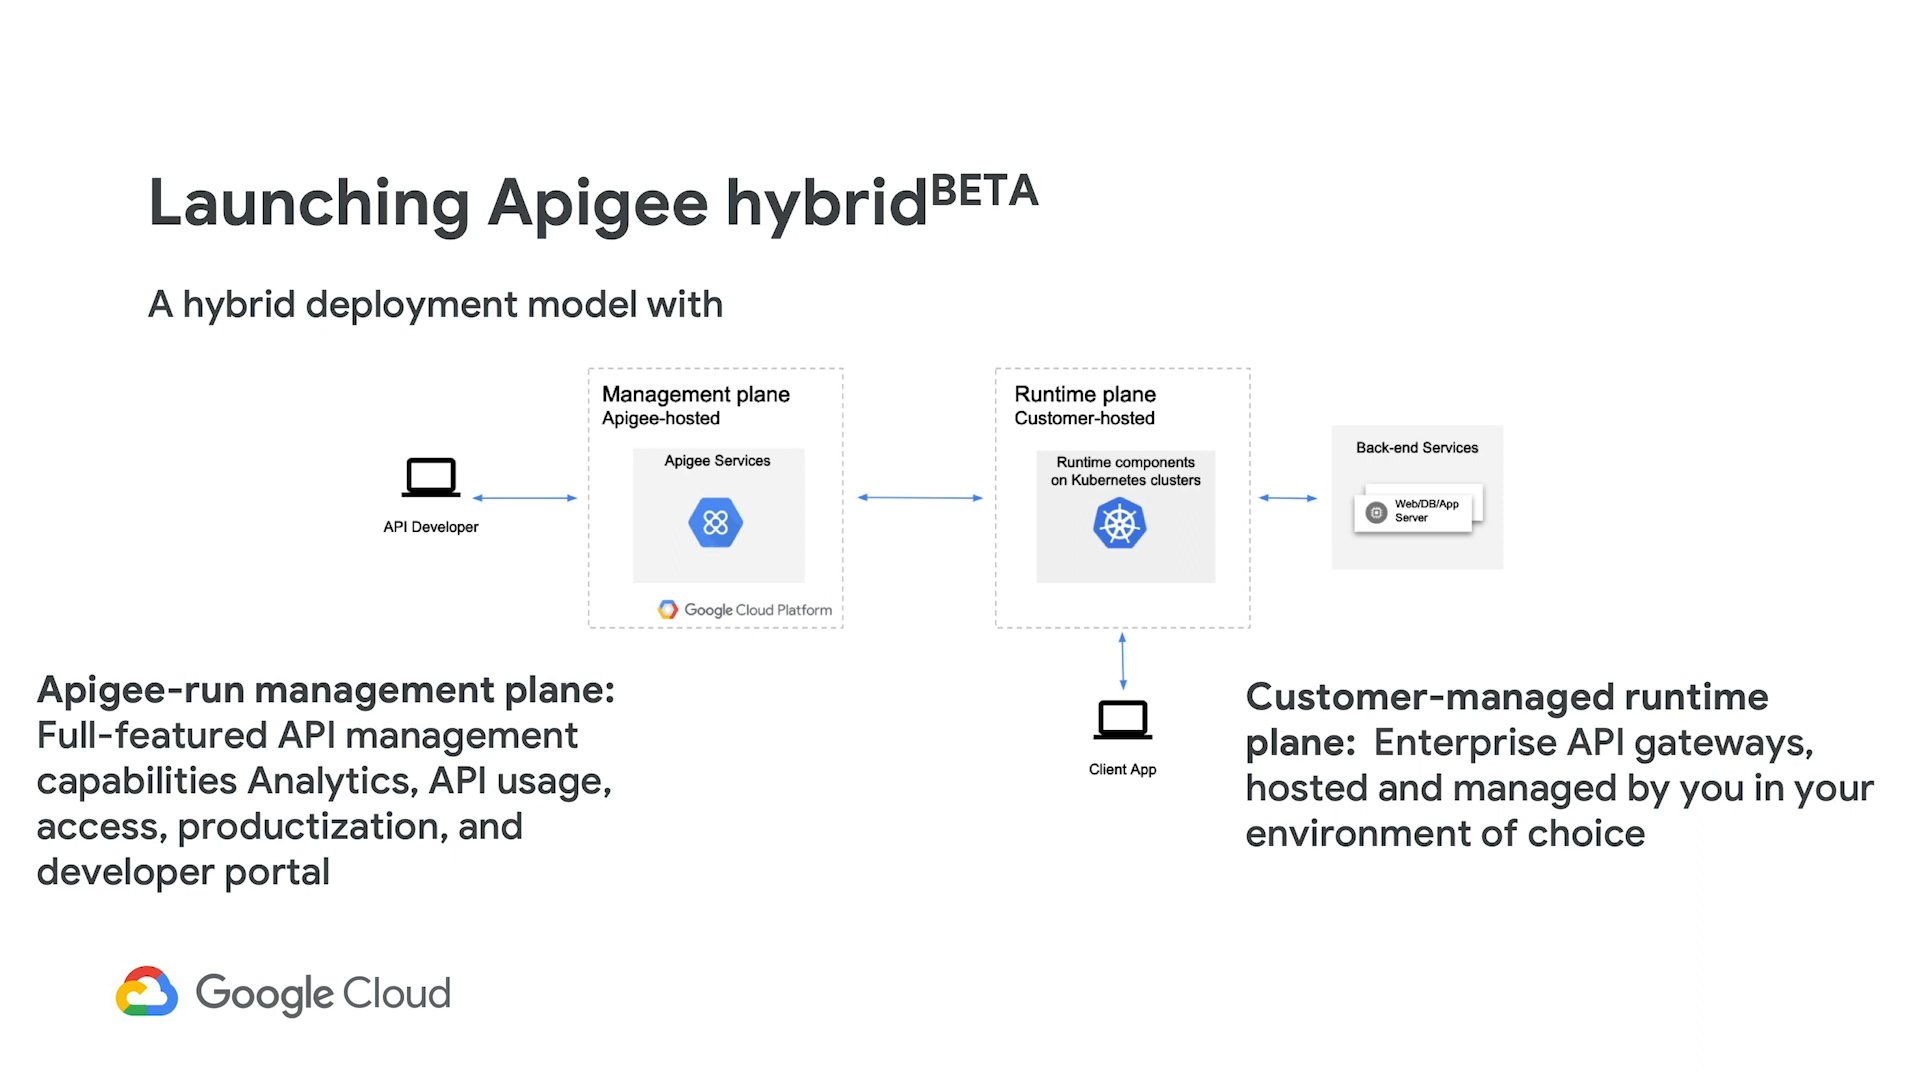 Launching Apigee hybridBETA
A hybrid deployment model with
Management plane
Apigee-hosted
Apigee Services
Google Cloud Platform
API Developer
Runtime plane
Customer-hosted
Runtime components
on Kubernetes clusters
Back-end Services
Web/DB/App
Server
Client App
Apigee-run management plane:
Full-featured API management
capabilities Analytics, API usage,
access, productization, and
developer portal
Customer-managed runtime
plane: Enterprise API gateways,
hosted and managed by you in your
environment of choice
Google Cloud